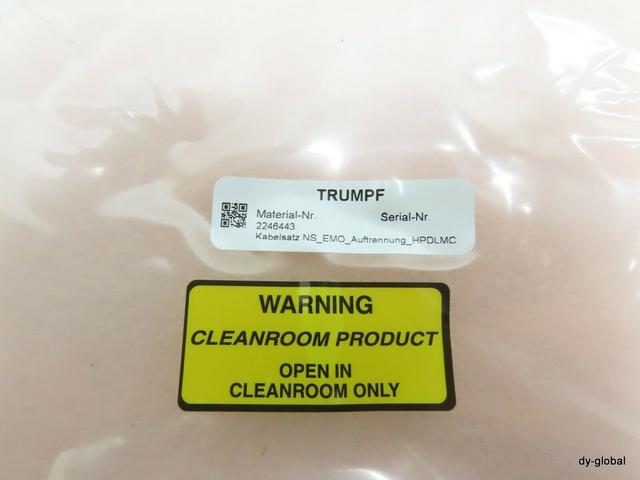 TRUMPF
Material-Nr. Serial-Nr.
2246443
Kabelsatz NS_EMO_Auftrennung_HPDLMC
WARNING
CLEANROOM PRODUCT
OPEN IN
CLEANROOM ONLY
dy-global